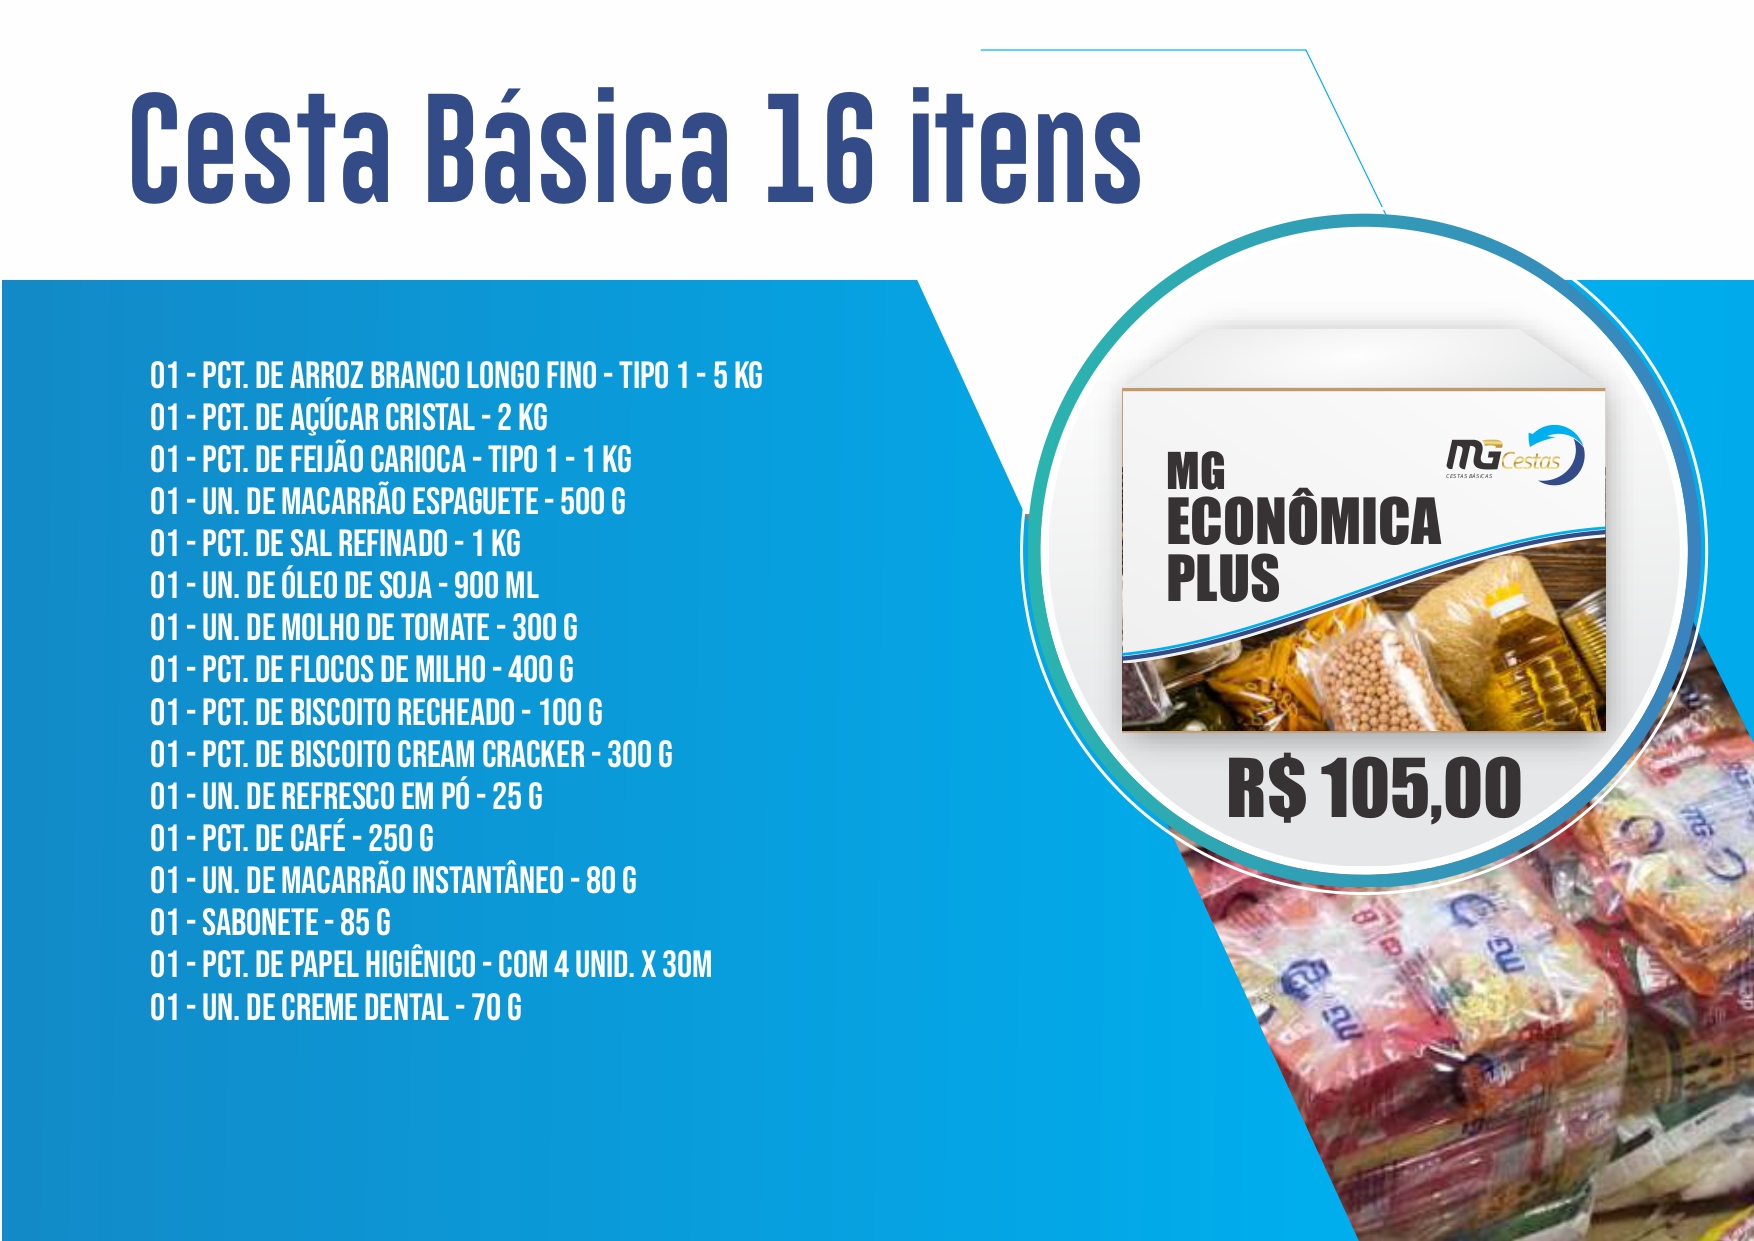 Cesta Básica 16 itens
01 - PCT. DE ARROZ BRANCO LONGO FINO - TIPO 1 - 5 KG
01 - PCT. DE AÇÚCAR CRISTAL - 2 KG
01 - PCT. DE FEIJÃO CARIOCA - TIPO 1 - 1 KG
01 - UN. DE MACARRÃO ESPAGUETE - 500 G
01 - PCT. DE SAL REFINADO - 1 KG
01 - UN. DE ÓLEO DE SOJA - 900 ML
01 - UN. DE MOLHO DE TOMATE - 300 G
01 - PCT. DE FLOCOS DE MILHO - 400 G
01 - PCT. DE BISCOITO RECHEADO - 100 G
01 - PCT. DE BISCOITO CREAM CRACKER - 300 G
01 - UN. DE REFRESCO EM PÓ - 25 G
01 - PCT. DE CAFÉ - 250 G
01 - UN. DE MACARRÃO INSTANTÂNEO - 80 G
01 - SABONETE - 85 G
01 - PCT. DE PAPEL HIGIÊNICO - COM 4 UNID. X 30M
01 - UN. DE CREME DENTAL - 70 G
MG Cestas
CESTAS BÁSICAS
MG
ECONÔMICA
PLUS
R$ 105,00
MG
MG
MG